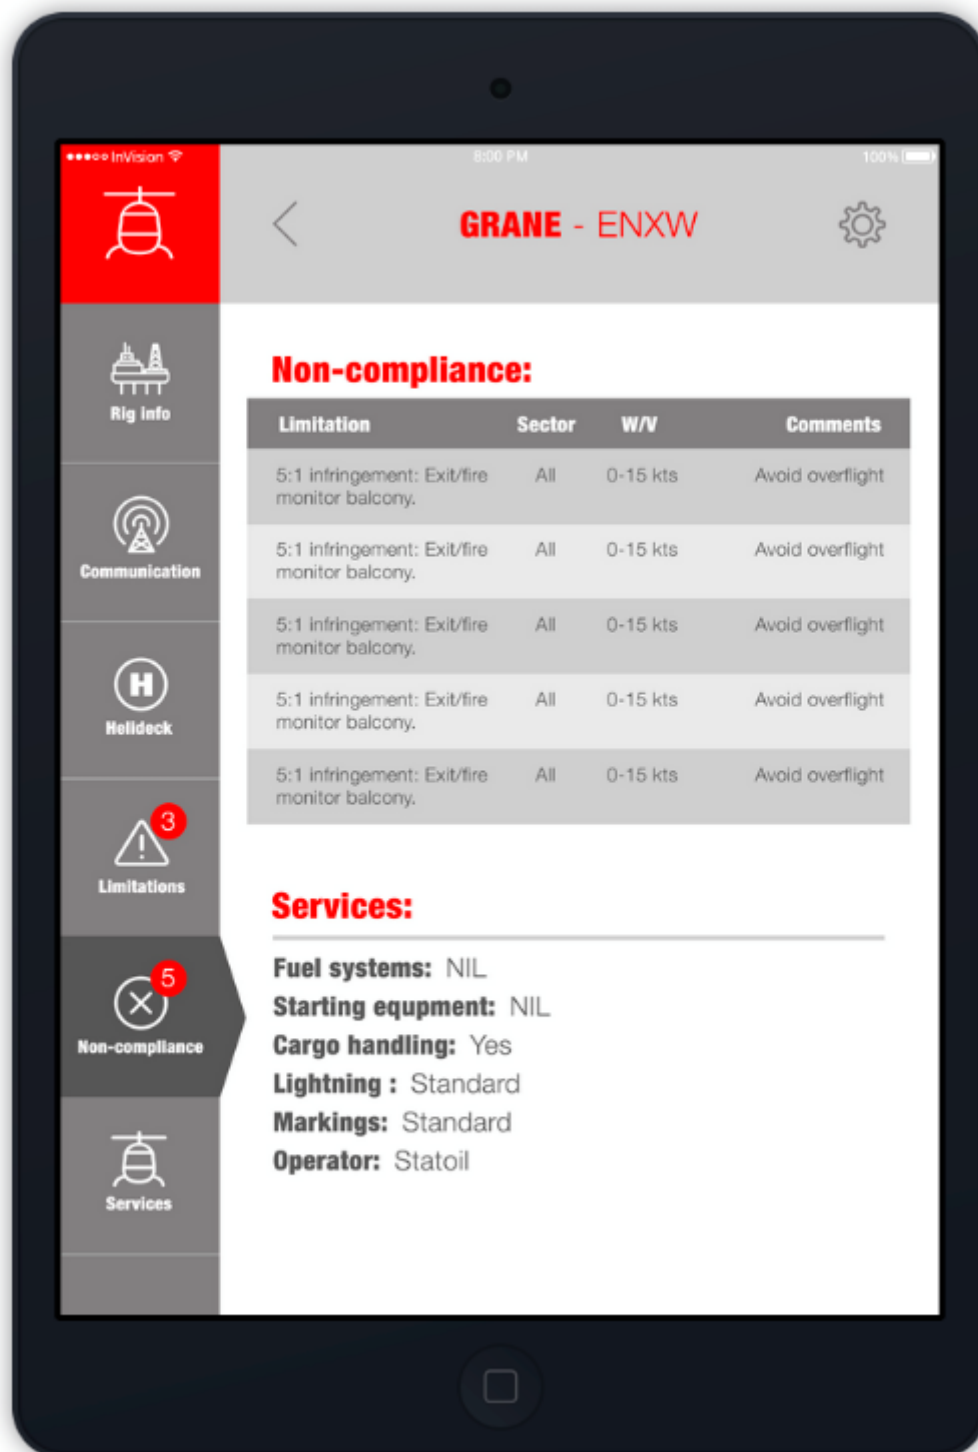 InVision
8:00 PM
100%
GRANE - ENXW
Rig info
Communication
H
Helideck
3
Limitations
5
Non-compliance
Services
Non-compliance:
Limitation Sector W/V Comments
5:1 infringement: Exit/fire All 0-15 kts Avoid overflight
monitor balcony.
5:1 infringement: Exit/fire All 0-15 kts Avoid overflight
monitor balcony.
5:1 infringement: Exit/fire All 0-15 kts Avoid overflight
monitor balcony.
5:1 infringement: Exit/fire All 0-15 kts Avoid overflight
monitor balcony.
5:1 infringement: Exit/fire All 0-15 kts Avoid overflight
monitor balcony.
Services:
Fuel systems: NIL
Starting equpment: NIL
Cargo handling: Yes
Lightning : Standard
Markings: Standard
Operator: Statoil